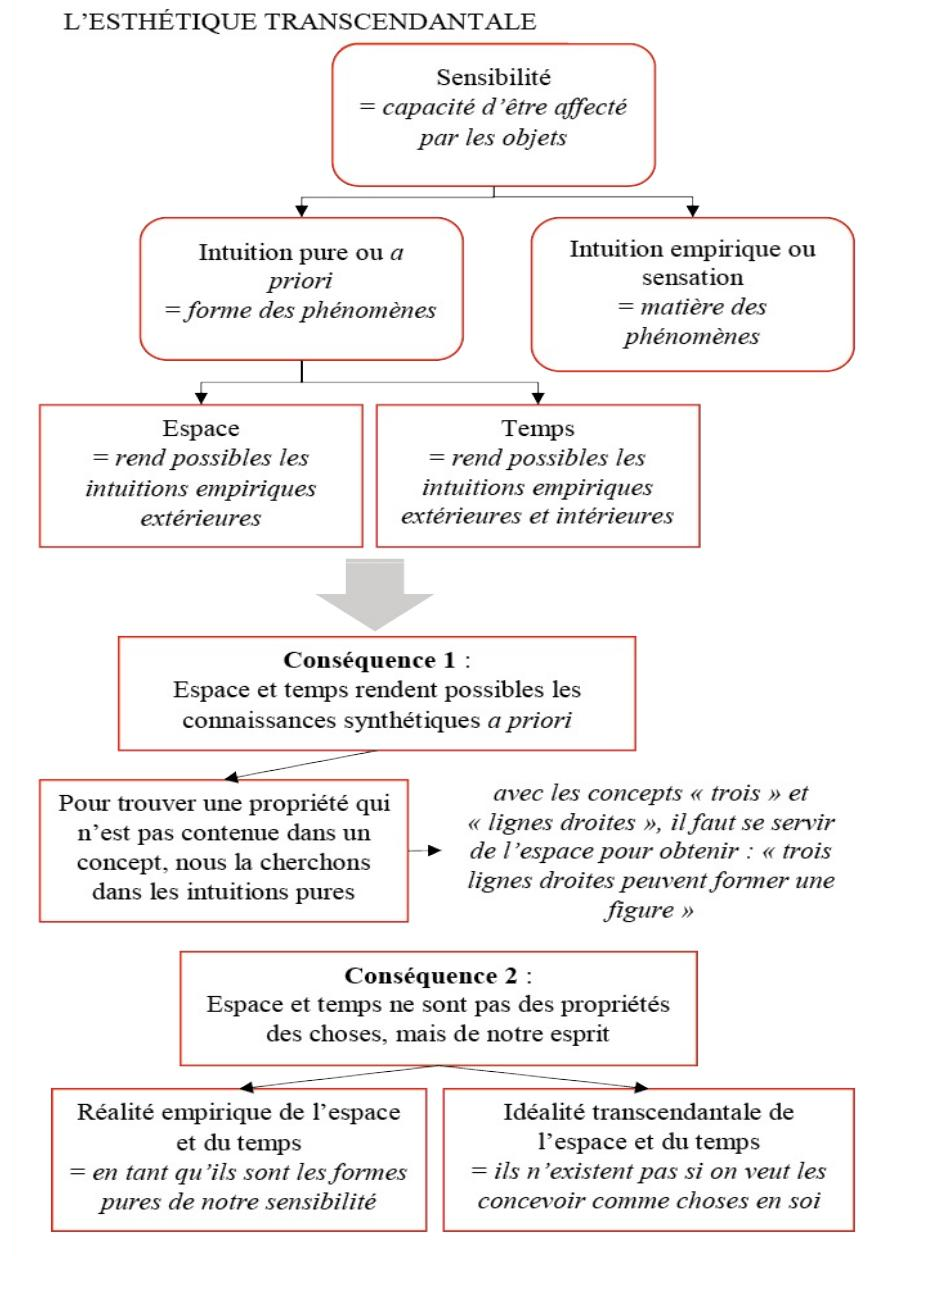 L’ESTHÉTIQUE TRANSCENDANTALE
Sensibilité
= capacité d’être affecté
par les objets
Intuition pure ou a
priori
= forme des phénomènes
Intuition empirique ou
sensation
= matière des
phénomènes
Espace
= rend possibles les
intuitions empiriques
extérieures
Temps
= rend possibles les
intuitions empiriques
extérieures et intérieures
Conséquence 1 :
Espace et temps rendent possibles les
connaissances synthétiques a priori
Pour trouver une propriété qui
n’est pas contenue dans un
concept, nous la cherchons
dans les intuitions pures
avec les concepts « trois » et
« lignes droites », il faut se servir
de l’espace pour obtenir : « trois
lignes droites peuvent former une
figure »
Conséquence 2 :
Espace et temps ne sont pas des propriétés
des choses, mais de notre esprit
Réalité empirique de l’espace
et du temps
= en tant qu’ils sont les formes
pures de notre sensibilité
Idéalité transcendantale de
l’espace et du temps
= ils n’existent pas si on veut les
concevoir comme choses en soi